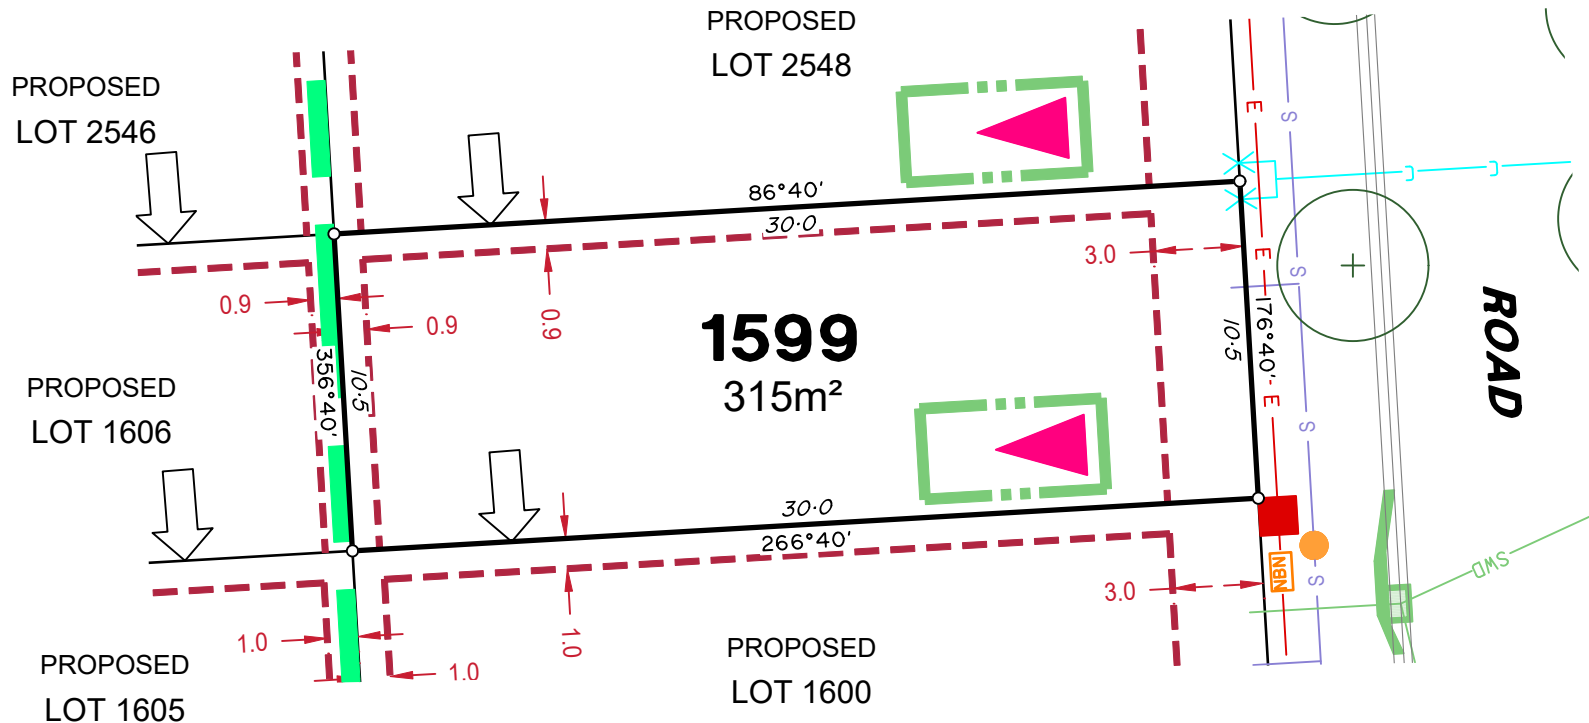 PROPOSED
LOT 2548
PROPOSED
LOT 2546
E
S
86°40'
30·0
3.0
E
S
0.9
0.9
0.9
1599
315m²
ROAD
356°40'
10·5
10·5
176°40'
E
S
PROPOSED
LOT 1606
30·0
266°40'
NBN
S
SWD
3.0
1.0
1.0
1.0
PROPOSED
LOT 1600
PROPOSED
LOT 1605